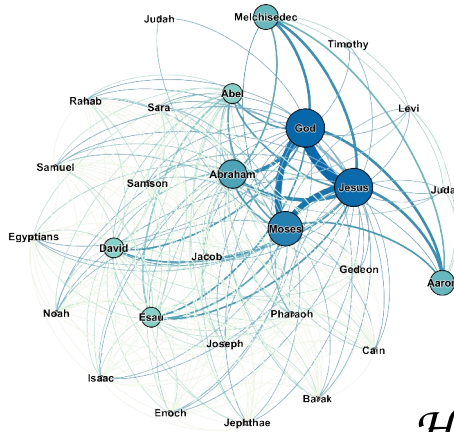 Judah
Melchisedec
Timothy
Abel
Rahab
Sara
Levi
God
Samuel
Samson
Abraham
Jesus
Juda
Moses
Egyptians
David
Jacob
Gedeon
Aaron
Noah
Esau
Pharaoh
Joseph
Cain
Isaac
Enoch
Barak
Jephthae
H